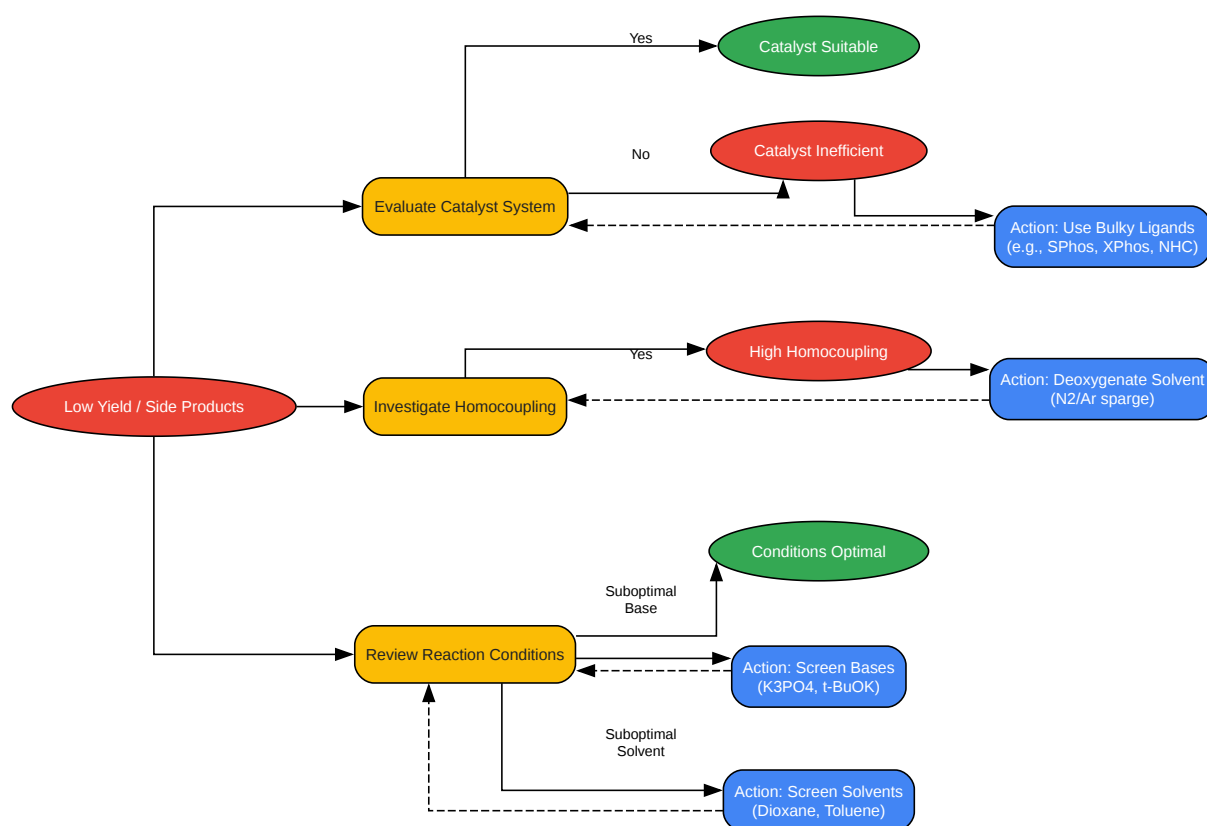 Yes
Catalyst Suitable
No
Catalyst Inefficient
Evaluate Catalyst System
Action: Use Bulky Ligands
(e.g., SPhos, XPhos, NHC)
Yes
High Homocoupling
Action: Deoxygenate Solvent
(N2/Ar sparge)
Low Yield / Side Products
Investigate Homocoupling
Conditions Optimal
Suboptimal
Base
Review Reaction Conditions
Action: Screen Bases
(K3PO4, t-BuOK)
Suboptimal
Solvent
Action: Screen Solvents
(Dioxane, Toluene)